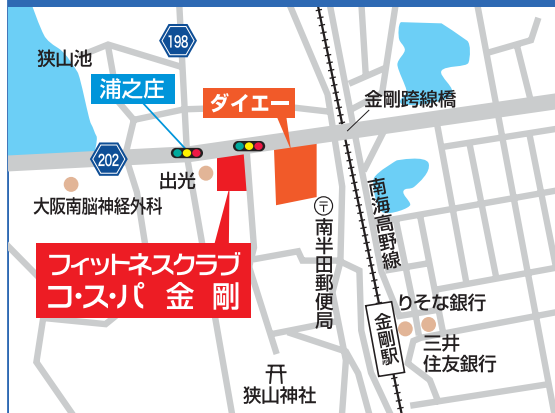 198
狭山池
浦之庄
ダイエー
金剛跨線橋
202
出光
大阪南脳神経外科
南海高野線
〒南半田郵便局
フィットネスクラブ
コ・ス・パ 金剛
りそな銀行
金剛駅
三井
住友銀行
狭山神社